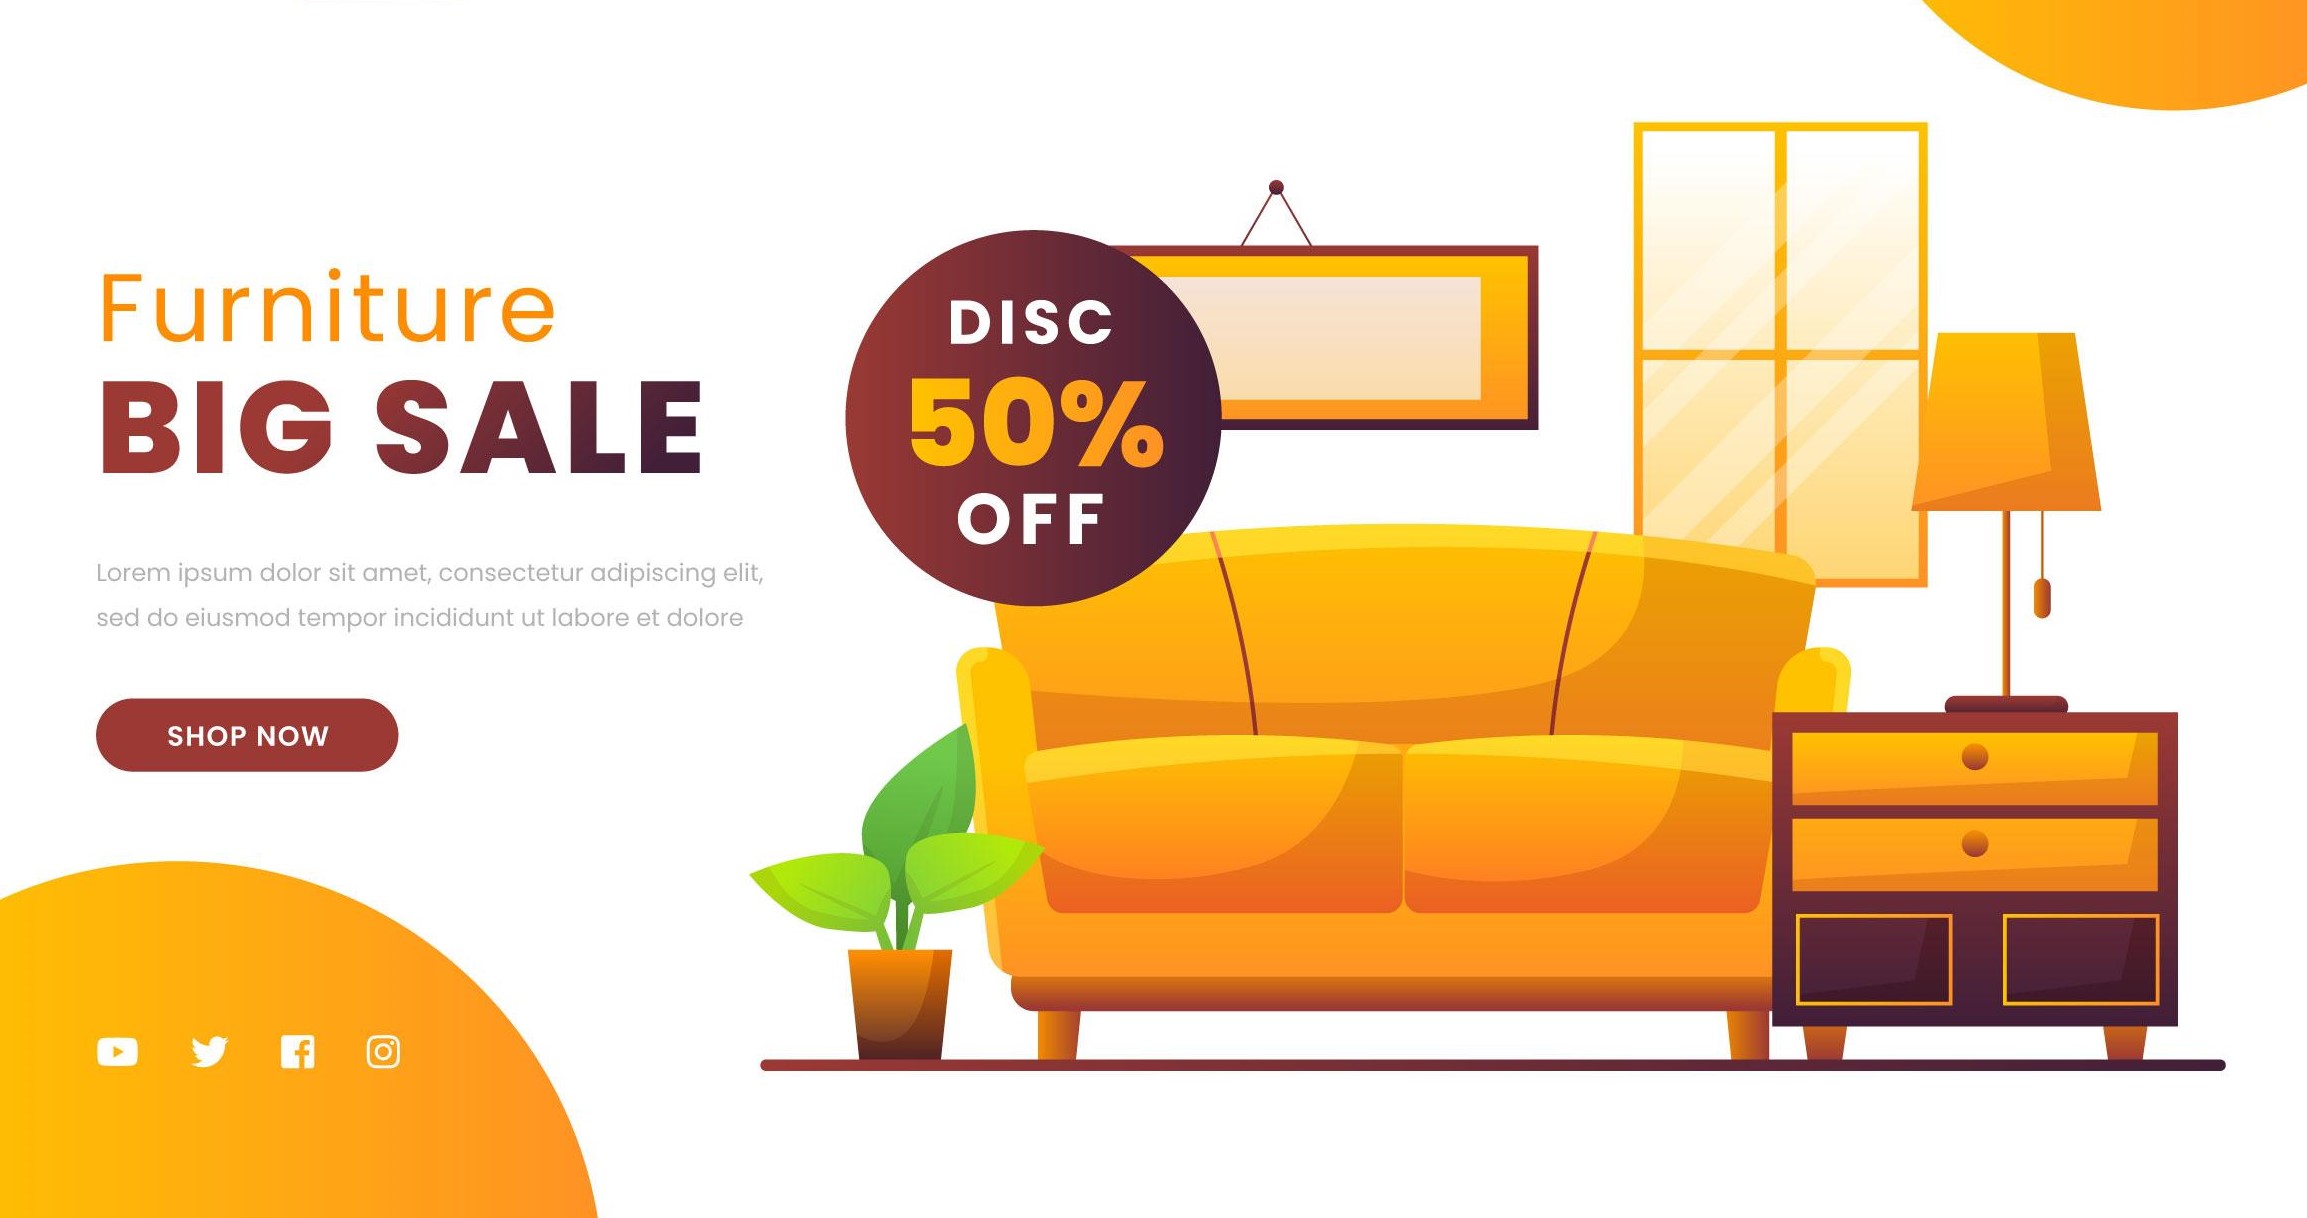 Furniture
BIG SALE
Lorem ipsum dolor sit amet, consectetur adipiscing elit,
sed do eiusmod tempor incididunt ut labore et dolore
SHOP NOW
DISC
50%
OFF